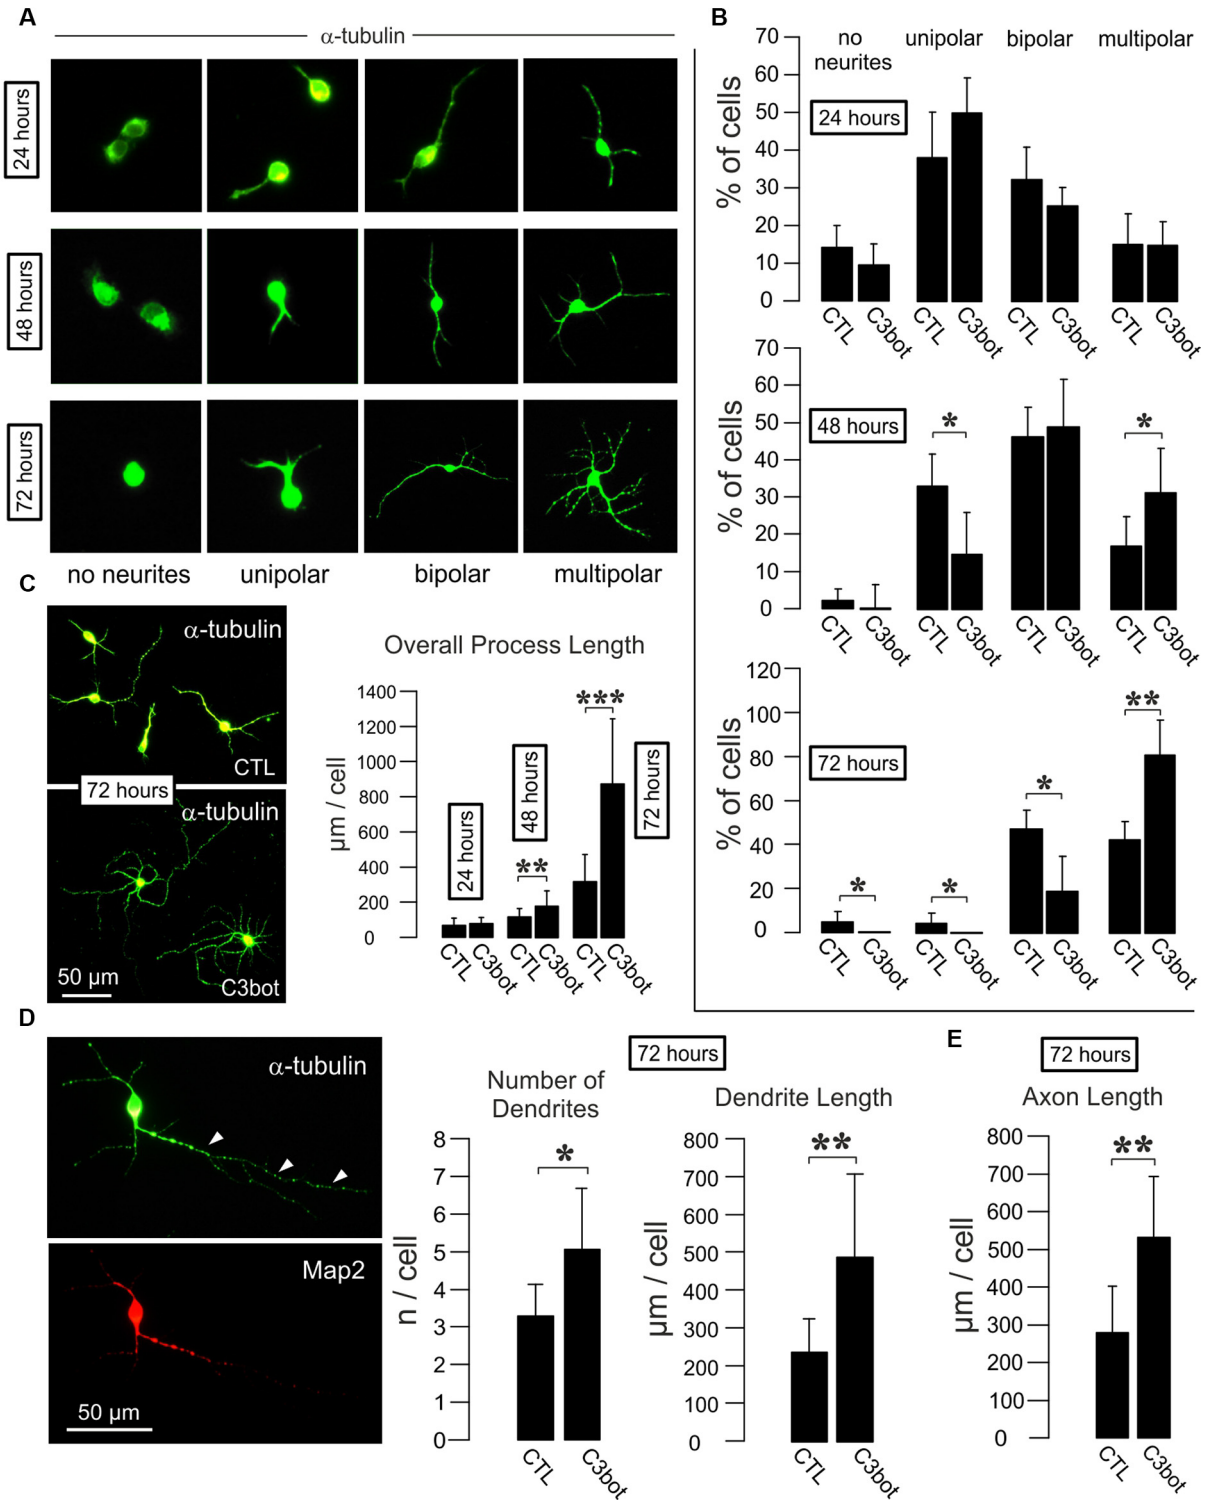 A
α-tubulin
24 hours
48 hours
72 hours
no neurites
unipolar
bipolar
multipolar
B
no neurites
unipolar
bipolar
multipolar
24 hours
% of cells
70
60
50
40
30
20
10
0
CTL
C3bot
CTL
C3bot
CTL
C3bot
CTL
C3bot
48 hours
% of cells
70
60
50
40
30
20
10
0
*
*
CTL
C3bot
CTL
C3bot
CTL
C3bot
CTL
C3bot
72 hours
% of cells
120
100
80
60
40
20
0
*
*
*
**
CTL
C3bot
CTL
C3bot
CTL
C3bot
CTL
C3bot
C
α-tubulin
CTL
72 hours
α-tubulin
50 µm
C3bot
Overall Process Length
µm / cell
1400
1200
1000
800
600
400
200
0
24 hours
48 hours
72 hours
**
***
CTL
C3bot
CTL
C3bot
CTL
C3bot
D
α-tubulin
Map2
50 µm
72 hours
Number of
Dendrites
n / cell
8
7
6
5
4
3
2
1
0
*
CTL
C3bot
Dendrite Length
µm / cell
800
700
600
500
400
300
200
100
0
**
CTL
C3bot
E
72 hours
Axon Length
µm / cell
800
700
600
500
400
300
200
100
0
**
CTL
C3bot